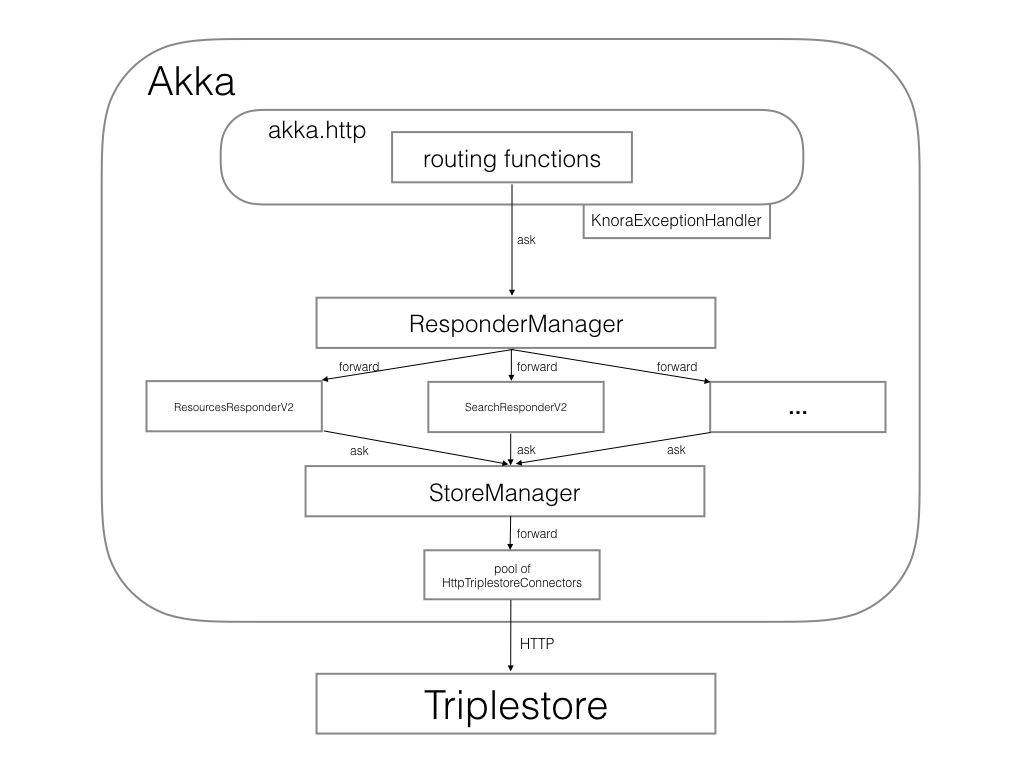 Akka
akka.http
routing functions
KnoraExceptionHandler
ask
ResponderManager
forward
forward
forward
ResourcesResponderV2
SearchResponderV2
...
ask
ask
ask
StoreManager
forward
pool of
HttpTriplestoreConnectors
HTTP
Triplestore